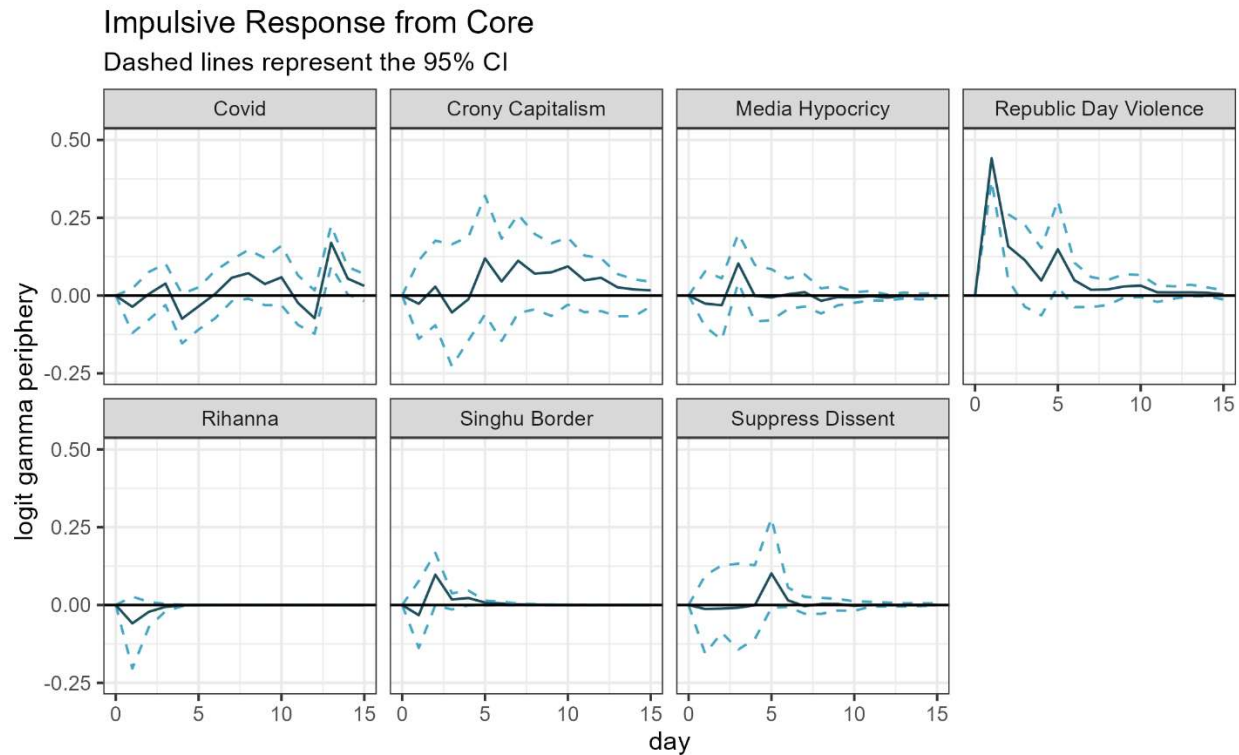 Impulsive Response from Core
Dashed lines represent the 95% CI
Covid
Crony Capitalism
Media Hypocricy
Republic Day Violence
0.50
0.25
0.00
-0.25
0 5 10 15
Rihanna
Singhu Border
Suppress Dissent
0.50
0.25
0.00
-0.25
0 5 10 15
0 5 10 15
0 5 10 15
logit gamma periphery
day